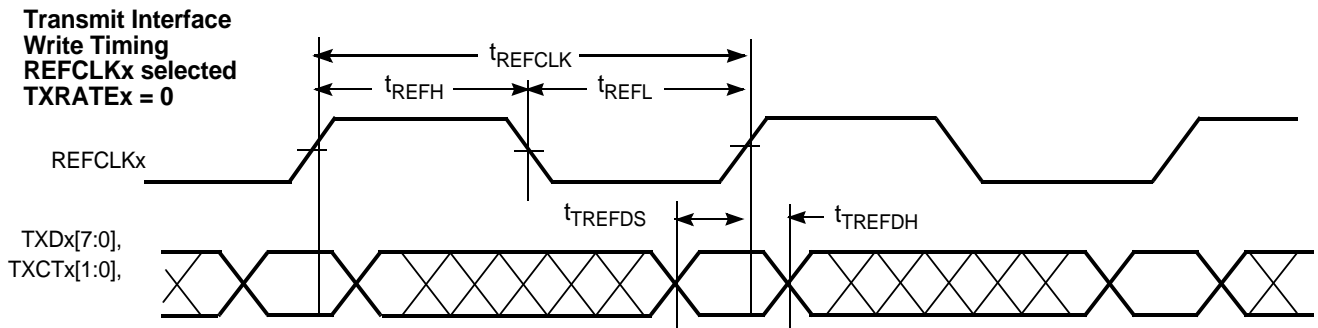 Transmit Interface
Write Timing
REFCLKx selected
TXRATEx = 0
tREFCLK
tREFH
tREFL
REFCLKx
tTREFDS
tTREFDH
TXDx[7:0],
TXCTx[1:0],